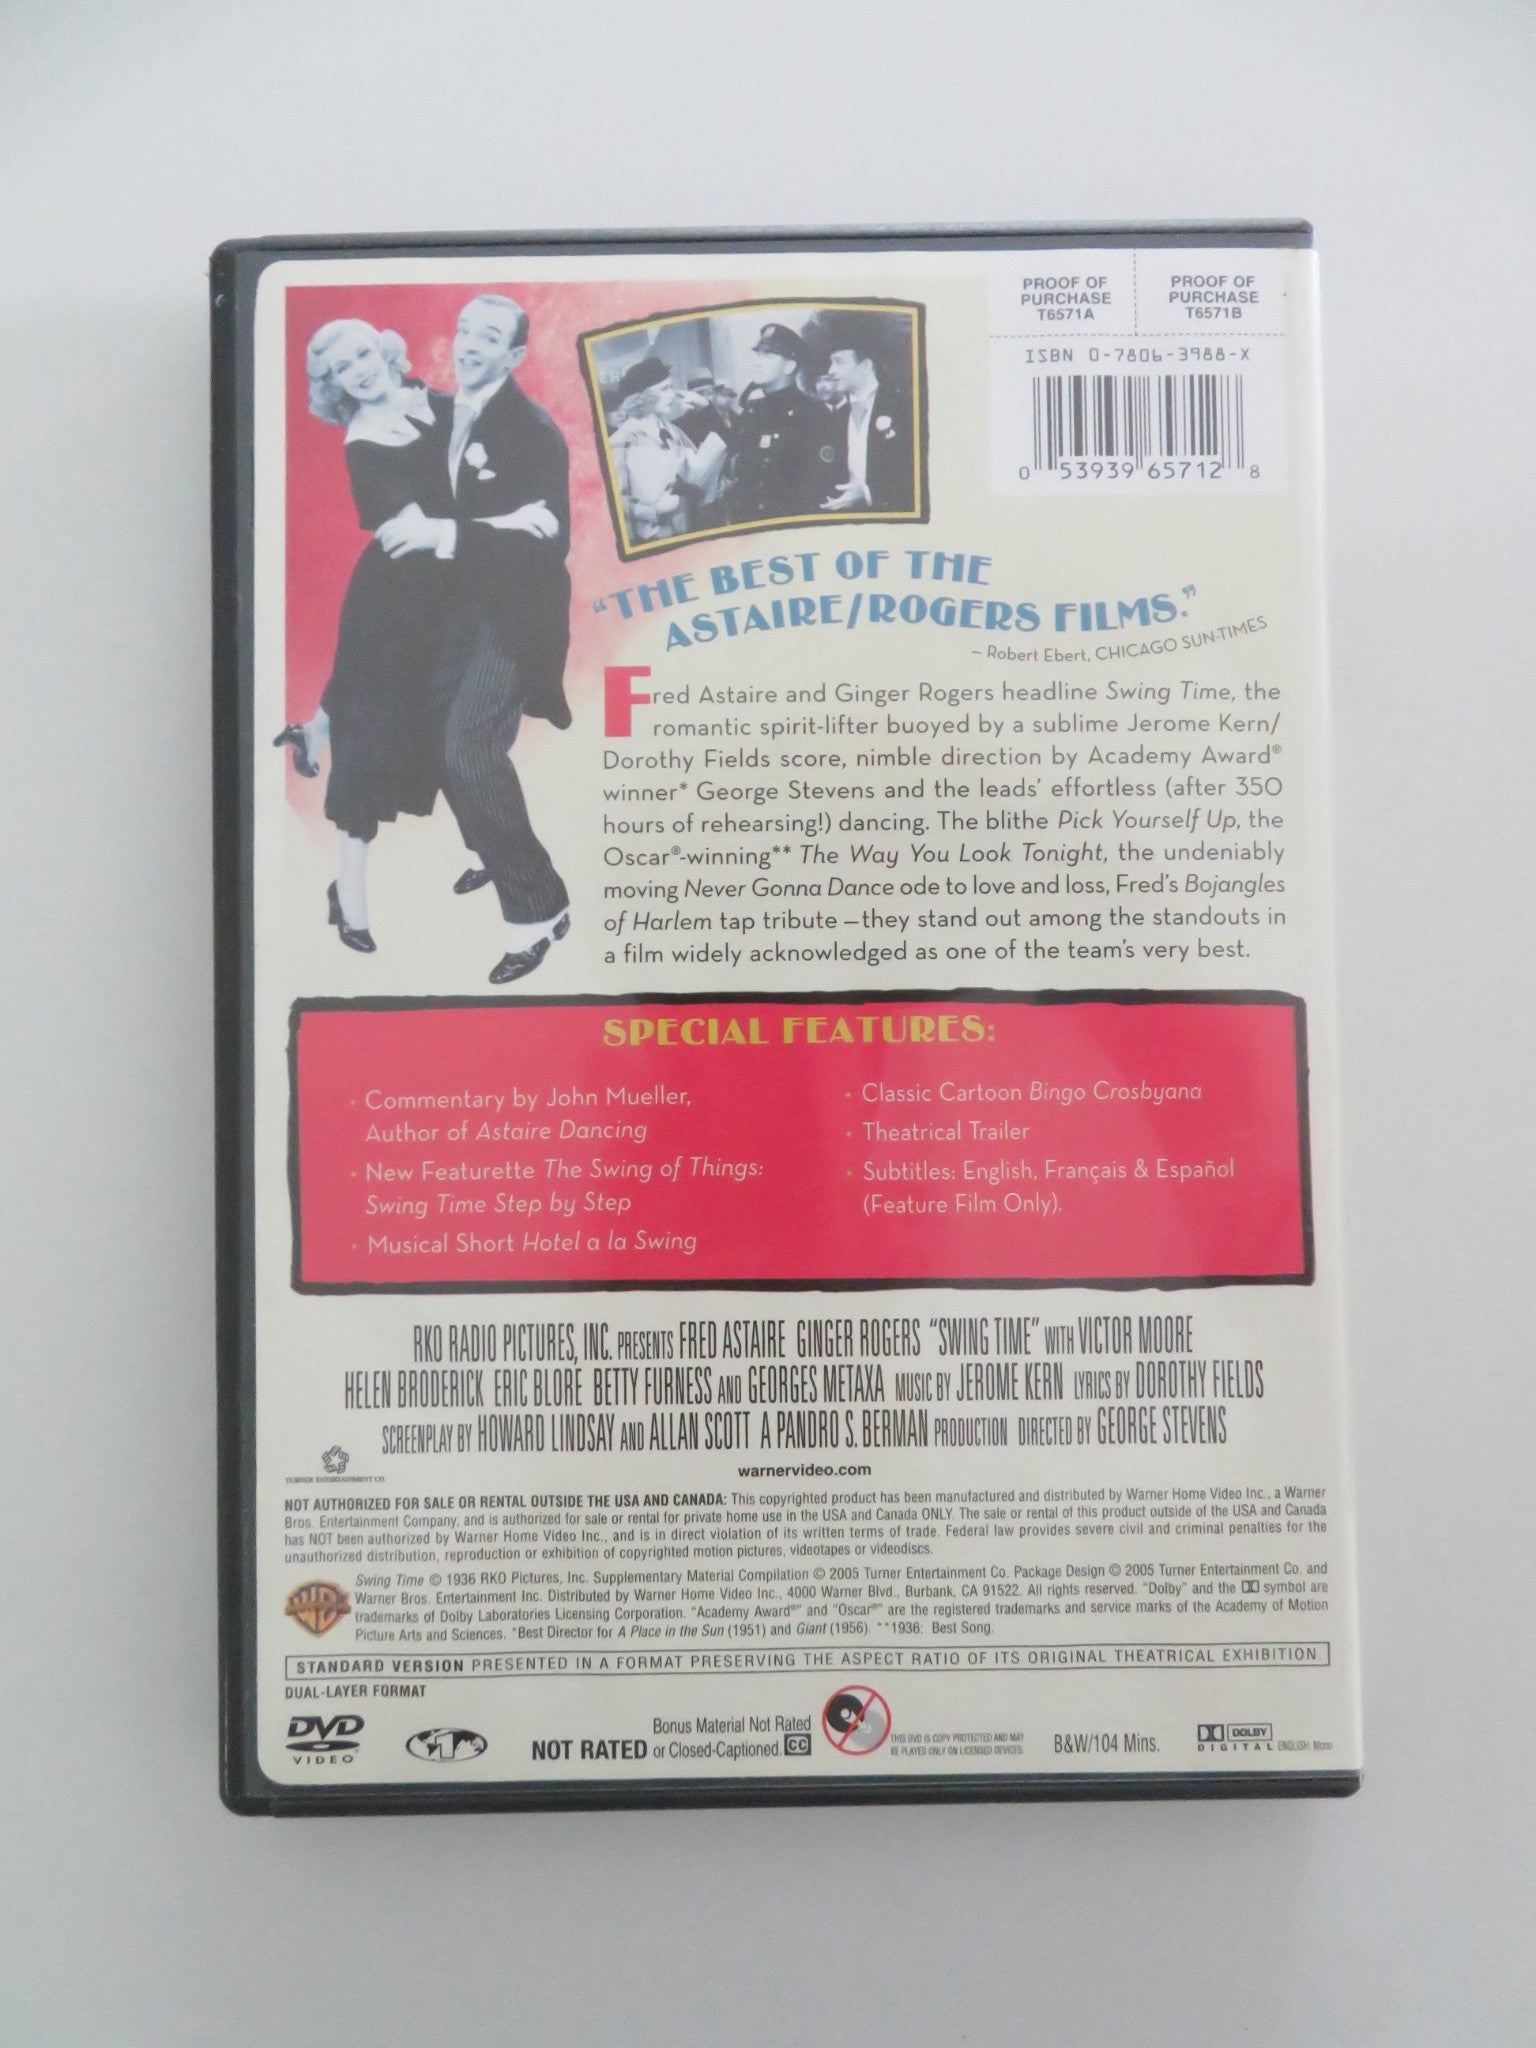 PROOF OF
PURCHASE
T6571A
PROOF OF
PURCHASE
T6571B
ISBN 0-7806-3988-X
0 53939 65712 8
“THE BEST OF THE
ASTAIRE/ROGERS FILMS.”
– Robert Ebert, CHICAGO SUN-TIMES
Fred Astaire and Ginger Rogers headline Swing Time, the
romantic spirit-lifter buoyed by a sublime Jerome Kern/
Dorothy Fields score, nimble direction by Academy Award®
winner* George Stevens and the leads’ effortless (after 350
hours of rehearsing!) dancing. The blithe Pick Yourself Up, the
Oscar®-winning** The Way You Look Tonight, the undeniably
moving Never Gonna Dance ode to love and loss, Fred’s Bojangles
of Harlem tap tribute – they stand out among the standouts in
a film widely acknowledged as one of the team’s very best.
SPECIAL FEATURES:
• Commentary by John Mueller,
Author of Astaire Dancing
• New Featurette The Swing of Things:
Swing Time Step by Step
• Musical Short Hotel a la Swing
• Classic Cartoon Bingo Crosbyana
• Theatrical Trailer
• Subtitles: English, Français & Español
(Feature Film Only).
RKO RADIO PICTURES, INC. PRESENTS FRED ASTAIRE GINGER ROGERS “SWING TIME” WITH VICTOR MOORE
HELEN BRODERICK ERIC BLORE BETTY FURNESS AND GEORGES METAXA MUSIC BY JEROME KERN LYRICS BY DOROTHY FIELDS
SCREENPLAY BY HOWARD LINDSAY AND ALLAN SCOTT A PANDRO S. BERMAN PRODUCTION DIRECTED BY GEORGE STEVENS
TURNER ENTERTAINMENT CO.
warnervideo.com
NOT AUTHORIZED FOR SALE OR RENTAL OUTSIDE THE USA AND CANADA: This copyrighted product has been manufactured and distributed by Warner Home Video Inc., a Warner
Bros. Entertainment Company, and is authorized for sale or rental for private home use in the USA and Canada ONLY. The sale or rental of this product outside of the USA and Canada
has NOT been authorized by Warner Home Video Inc., and is in direct violation of its written terms of trade. Federal law provides severe civil and criminal penalties for the
unauthorized distribution, reproduction or exhibition of copyrighted motion pictures, videotapes or videodiscs.
WB
Swing Time © 1936 RKO Pictures, Inc. Supplementary Material Compilation © 2005 Turner Entertainment Co. Package Design © 2005 Turner Entertainment Co. and
Warner Bros. Entertainment Inc. Distributed by Warner Home Video Inc., 4000 Warner Blvd., Burbank, CA 91522. All rights reserved. “Dolby” and the DD symbol are
trademarks of Dolby Laboratories Licensing Corporation. “Academy Award®” and “Oscar®” are the registered trademarks and service marks of the Academy of Motion
Picture Arts and Sciences. *Best Director for A Place in the Sun (1951) and Giant (1956). **1936: Best Song.
STANDARD VERSION PRESENTED IN A FORMAT PRESERVING THE ASPECT RATIO OF ITS ORIGINAL THEATRICAL EXHIBITION.
DUAL-LAYER FORMAT
DVD
VIDEO
1
NOT RATED
Bonus Material Not Rated
or Closed-Captioned. CC
THIS DVD IS COPY PROTECTED AND MAY
BE PLAYED ONLY ON LICENSED DEVICES.
B&W/104 Mins.
DOLBY
DIGITAL ENGLISH: Mono